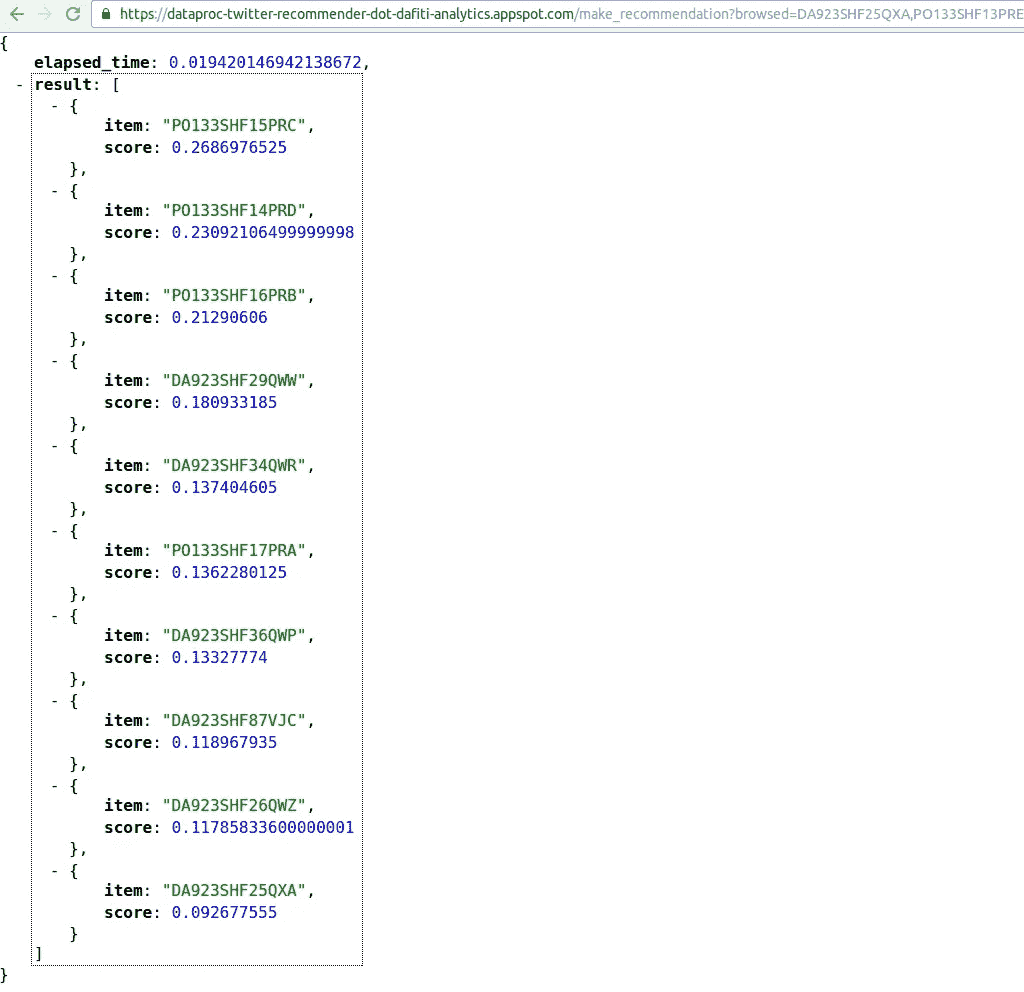 https://dataproc-twitter-recommender-dot-dafiti-analytics.appspot.com/make_recommendation?browsed=DA923SHF25QXA,PO133SHF13PRE
{
elapsed_time: 0.019420146942138672,
- result: [
- {
item: "PO133SHF15PRC",
score: 0.2686976525
},
- {
item: "PO133SHF14PRD",
score: 0.23092106499999998
},
- {
item: "PO133SHF16PRB",
score: 0.21290606
},
- {
item: "DA923SHF29QWW",
score: 0.180933185
},
- {
item: "DA923SHF34QWR",
score: 0.137404605
},
- {
item: "PO133SHF17PRA",
score: 0.1362280125
},
- {
item: "DA923SHF36QWP",
score: 0.13327774
},
- {
item: "DA923SHF87VJC",
score: 0.118967935
},
- {
item: "DA923SHF26QWZ",
score: 0.11785833600000001
},
- {
item: "DA923SHF25QXA",
score: 0.092677555
}
]
}